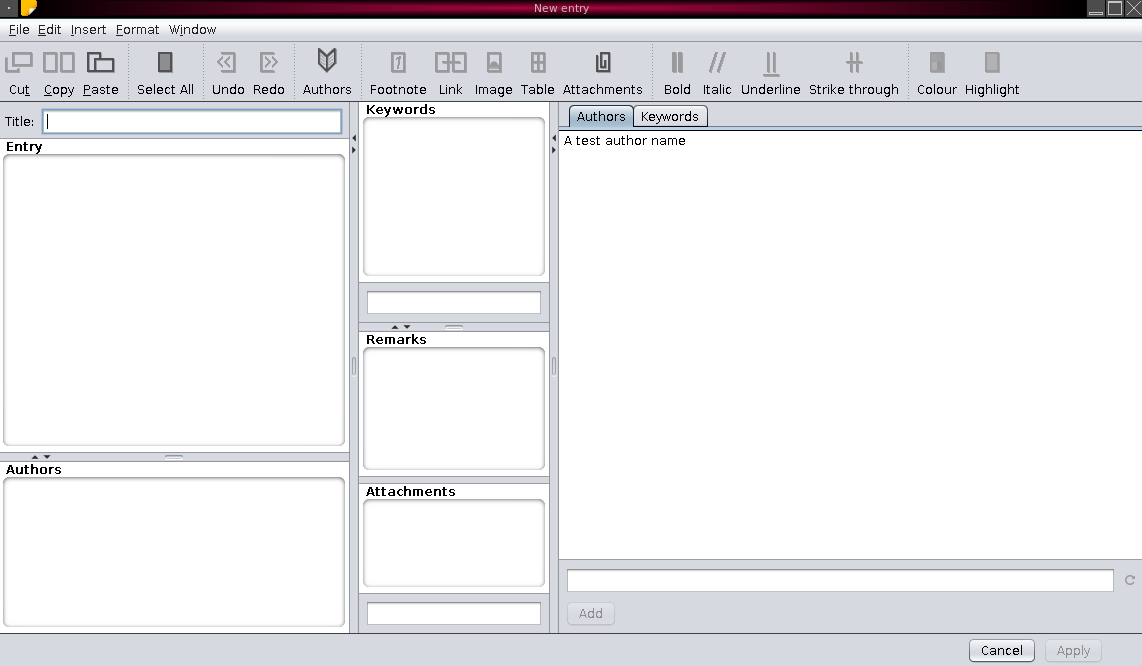 New entry
File Edit Insert Format Window
Cut Copy Paste Select All Undo Redo Authors Footnote Link Image Table Attachments Bold Italic Underline Strike through Colour Highlight
Title:
Entry
Authors
Keywords
Remarks
Attachments
Authors Keywords
A test author name
Add
Cancel Apply